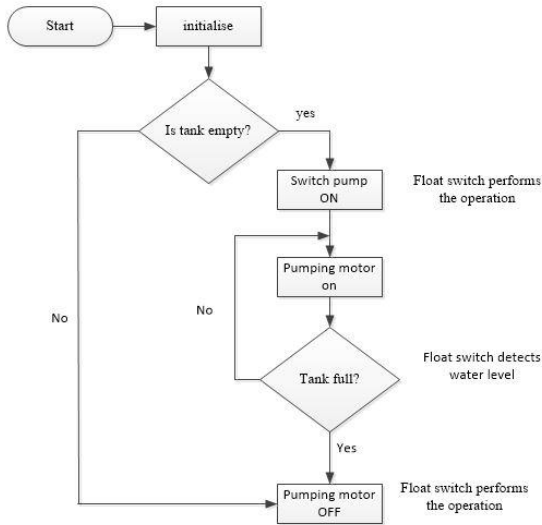 Start
initialise
Is tank empty?
yes
Switch pump
ON
Float switch performs
the operation
Pumping motor
on
No
No
Tank full?
Float switch detects
water level
Yes
Pumping motor
OFF
Float switch performs
the operation